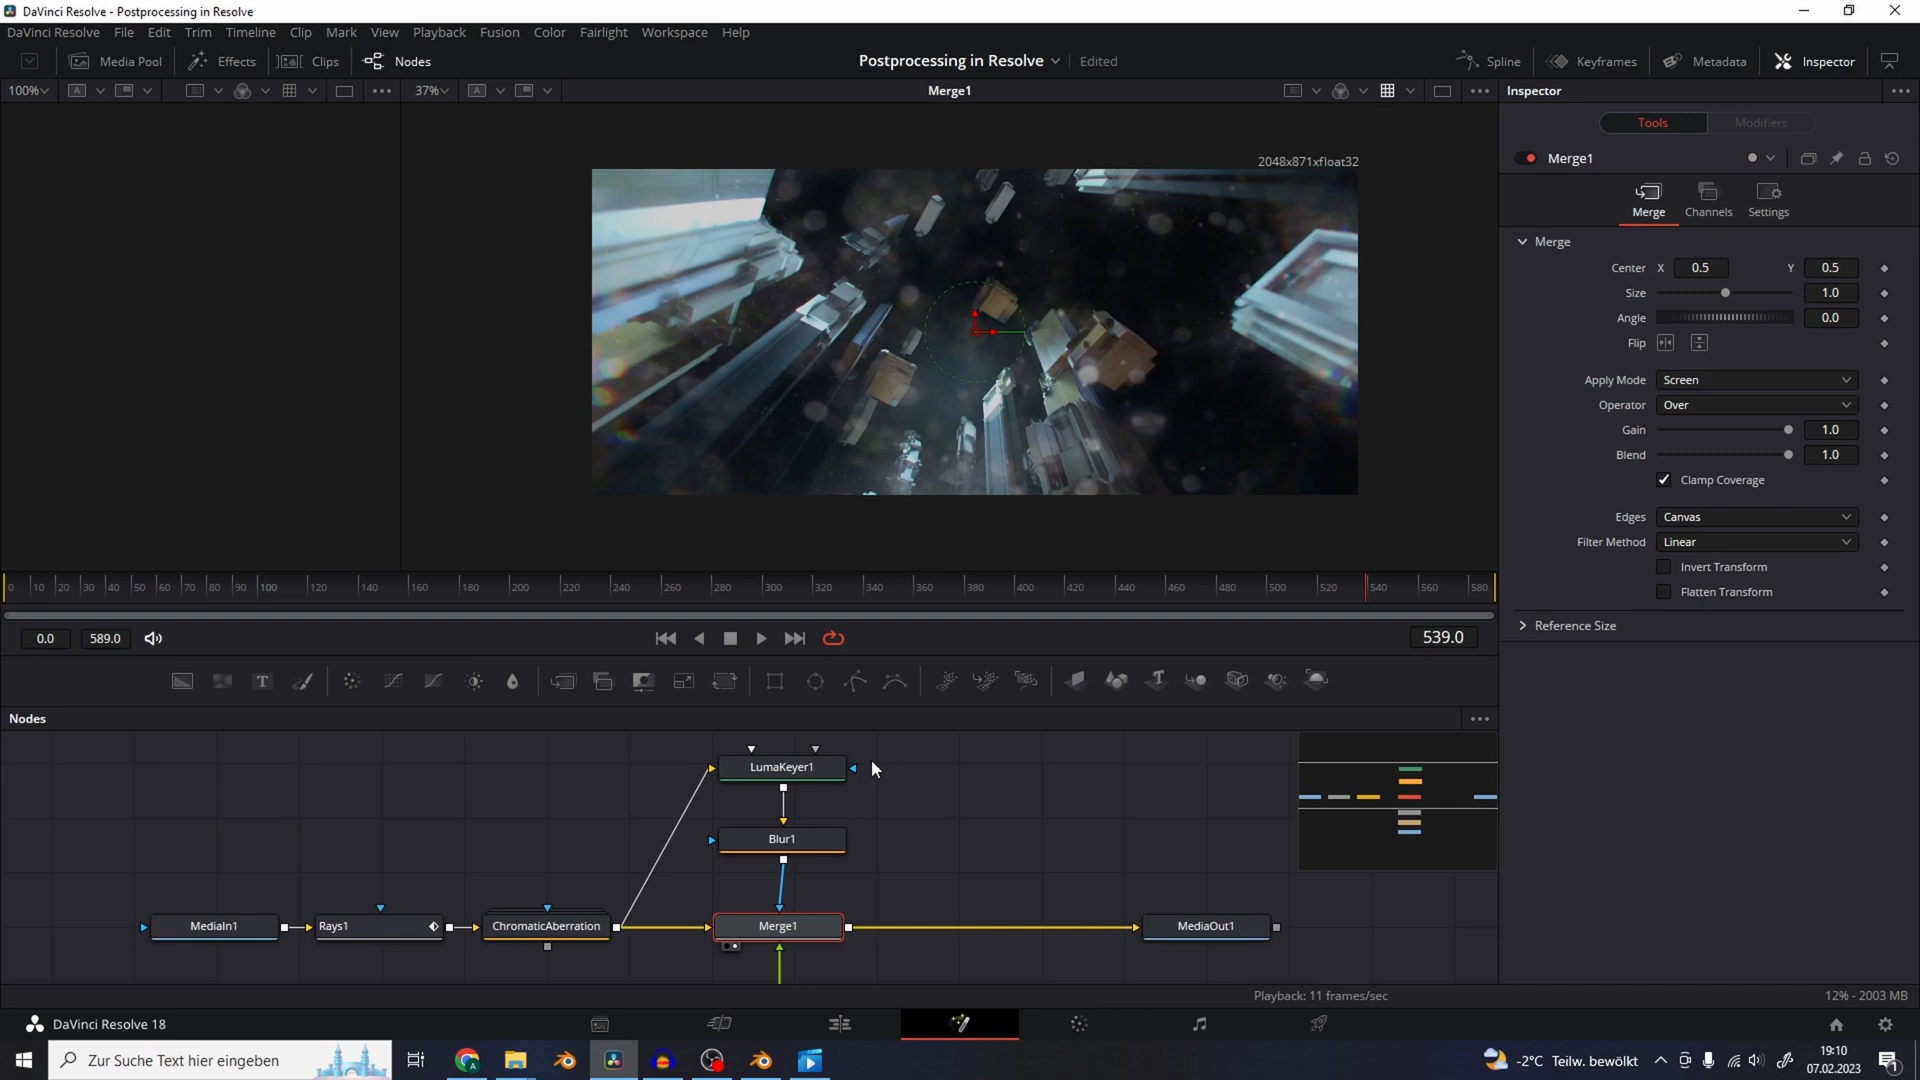 DaVinci Resolve - Postprocessing in Resolve
DaVinci Resolve File Edit Trim Timeline Clip Mark View Playback Fusion Color Fairlight Workspace Help
Media Pool Effects Clips Nodes Postprocessing in Resolve Edited Spline Keyframes Metadata Inspector
100% A 37% A Merge1 Inspector
Tools Modifiers
2048x871xfloat32
Merge1
Merge Channels Settings
Merge
Center X 0.5 Y 0.5
Size 1.0
Angle 0.0
Flip
Apply Mode Screen
Operator Over
Gain 1.0
Blend 1.0
Clamp Coverage
Edges Canvas
Filter Method Linear
Invert Transform
Flatten Transform
Reference Size
0 10 20 30 40 50 60 70 80 90 100 120 140 160 180 200 220 240 260 280 300 320 340 360 380 400 420 440 460 480 500 520 540 560 580
0.0 589.0 539.0
T
Nodes
LumaKeyer1
Blur1
MediaIn1 Rays1 ChromaticAberration Merge1 MediaOut1
Playback: 11 frames/sec 12% - 2003 MB
DaVinci Resolve 18
Zur Suche Text hier eingeben
-2°C Teilw. bewölkt
19:10
07.02.2023
1